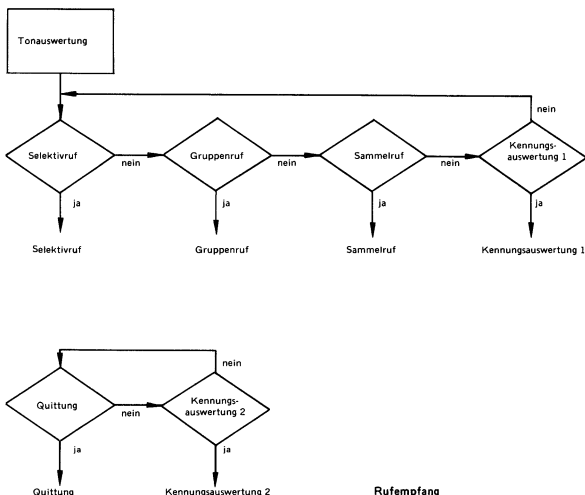 Tonauswertung
nein
Selektivruf
nein
Gruppenruf
nein
Sammelruf
nein
Kennungs-
auswertung 1
ja
ja
ja
ja
Selektivruf
Gruppenruf
Sammelruf
Kennungsauswertung 1
nein
Quittung
nein
Kennungs-
auswertung 2
ja
ja
Quittung
Kennungsauswertung 2
Rufempfang